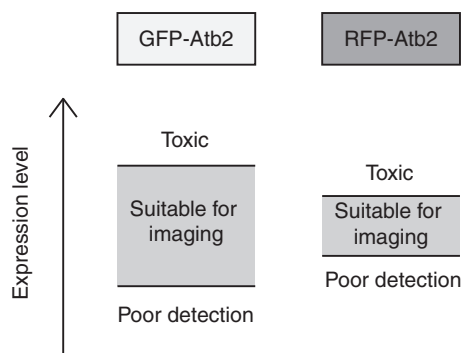 GFP-Atb2
RFP-Atb2
Expression level
Toxic
Suitable for
imaging
Poor detection
Toxic
Suitable for
imaging
Poor detection